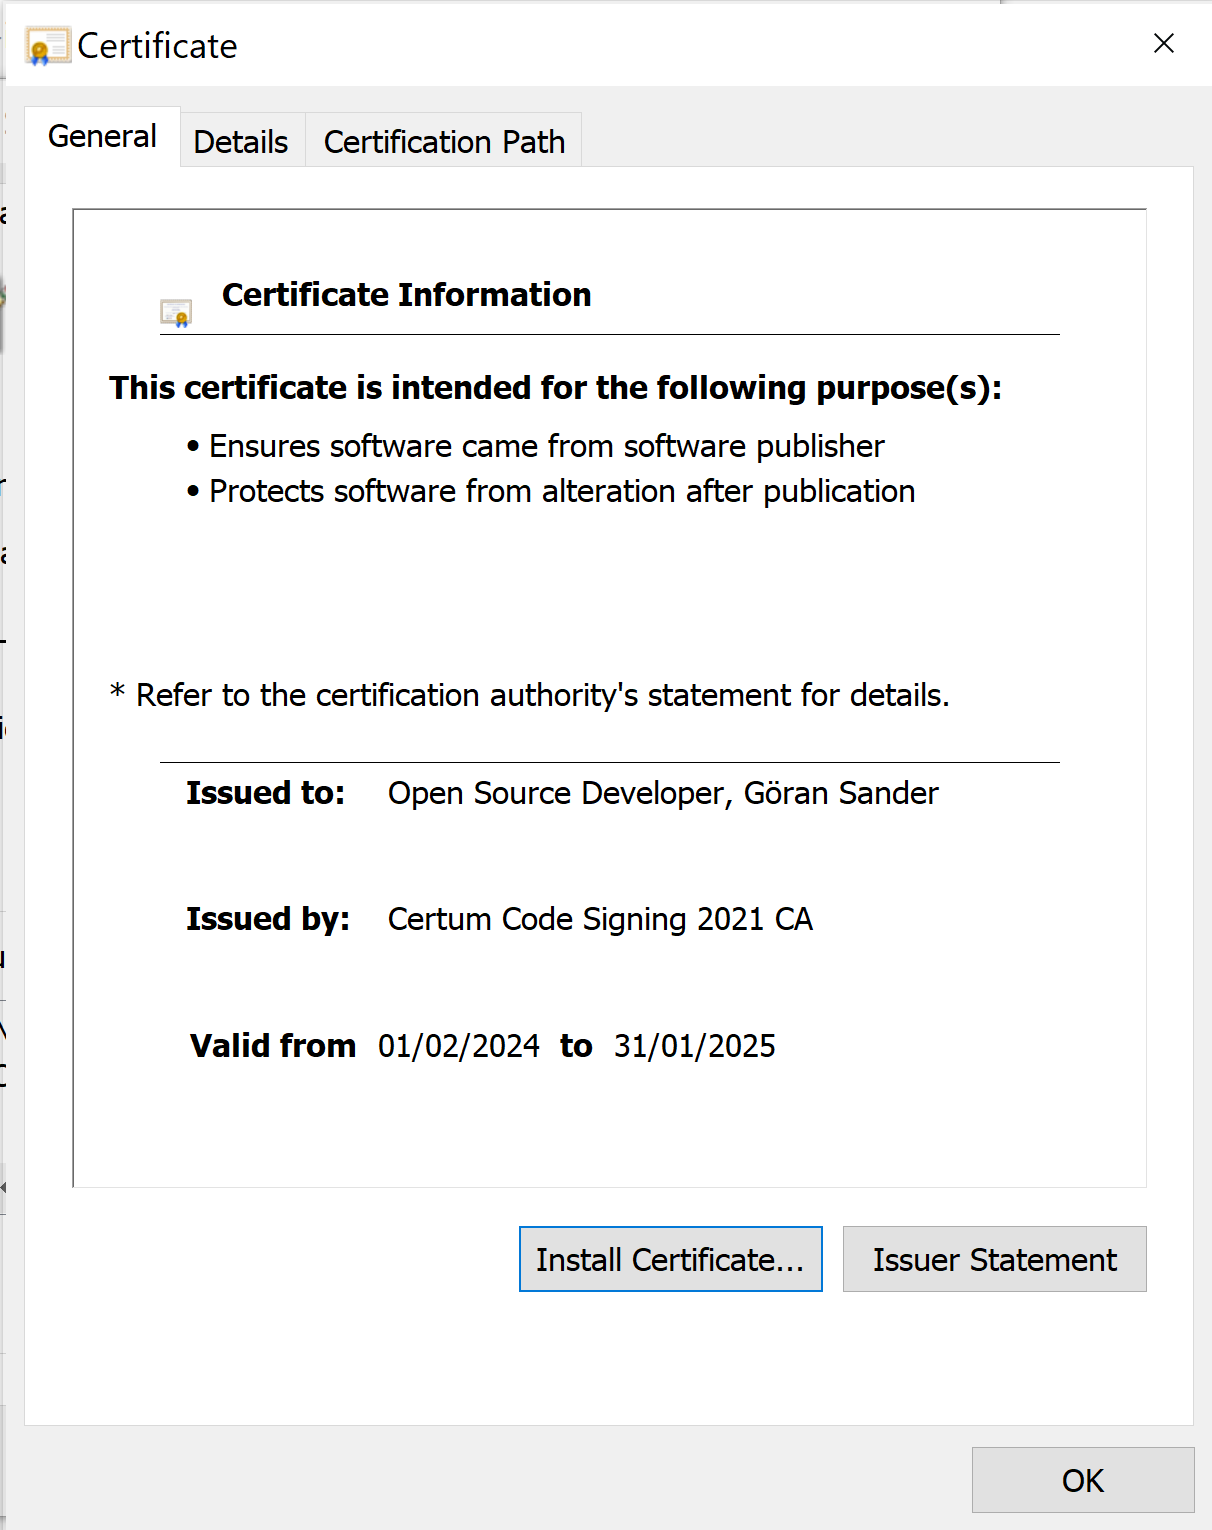 Certificate
General
Details
Certification Path
Certificate Information
This certificate is intended for the following purpose(s):
• Ensures software came from software publisher
• Protects software from alteration after publication
* Refer to the certification authority's statement for details.
Issued to: Open Source Developer, Göran Sander
Issued by: Certum Code Signing 2021 CA
Valid from 01/02/2024 to 31/01/2025
Install Certificate...
Issuer Statement
OK